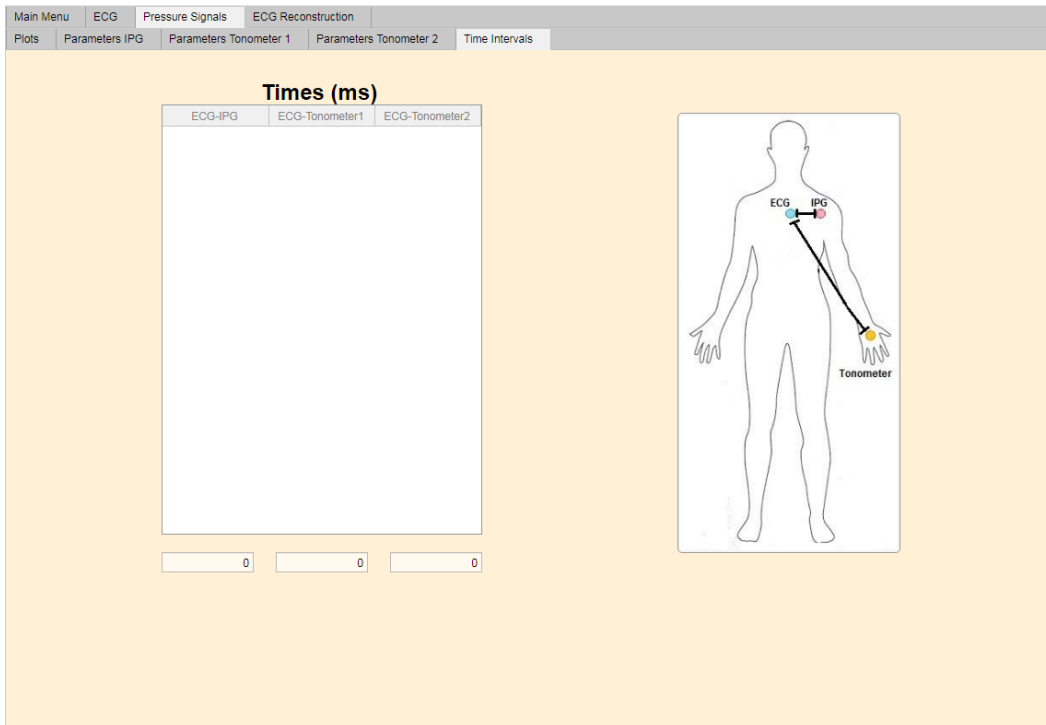 Main Menu ECG Pressure Signals ECG Reconstruction
Plots Parameters IPG Parameters Tonometer 1 Parameters Tonometer 2 Time Intervals
Times (ms)
ECG-IPG ECG-Tonometer1 ECG-Tonometer2
ECG IPG
Tonometer
0 0 0